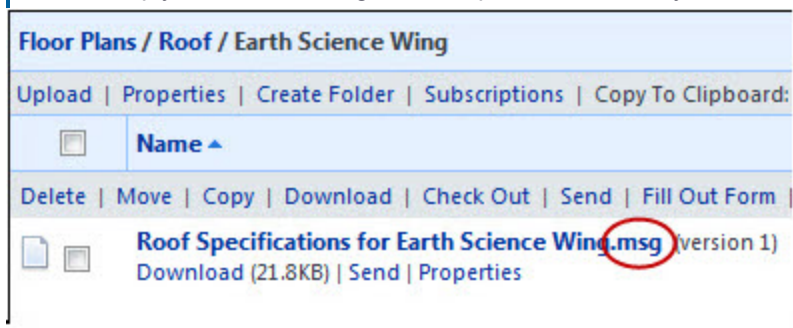 Floor Plans / Roof / Earth Science Wing
Upload | Properties | Create Folder | Subscriptions | Copy To Clipboard:
Name
Delete | Move | Copy | Download | Check Out | Send | Fill Out Form |
Roof Specifications for Earth Science Wing.msg (version 1)
Download (21.8KB) | Send | Properties